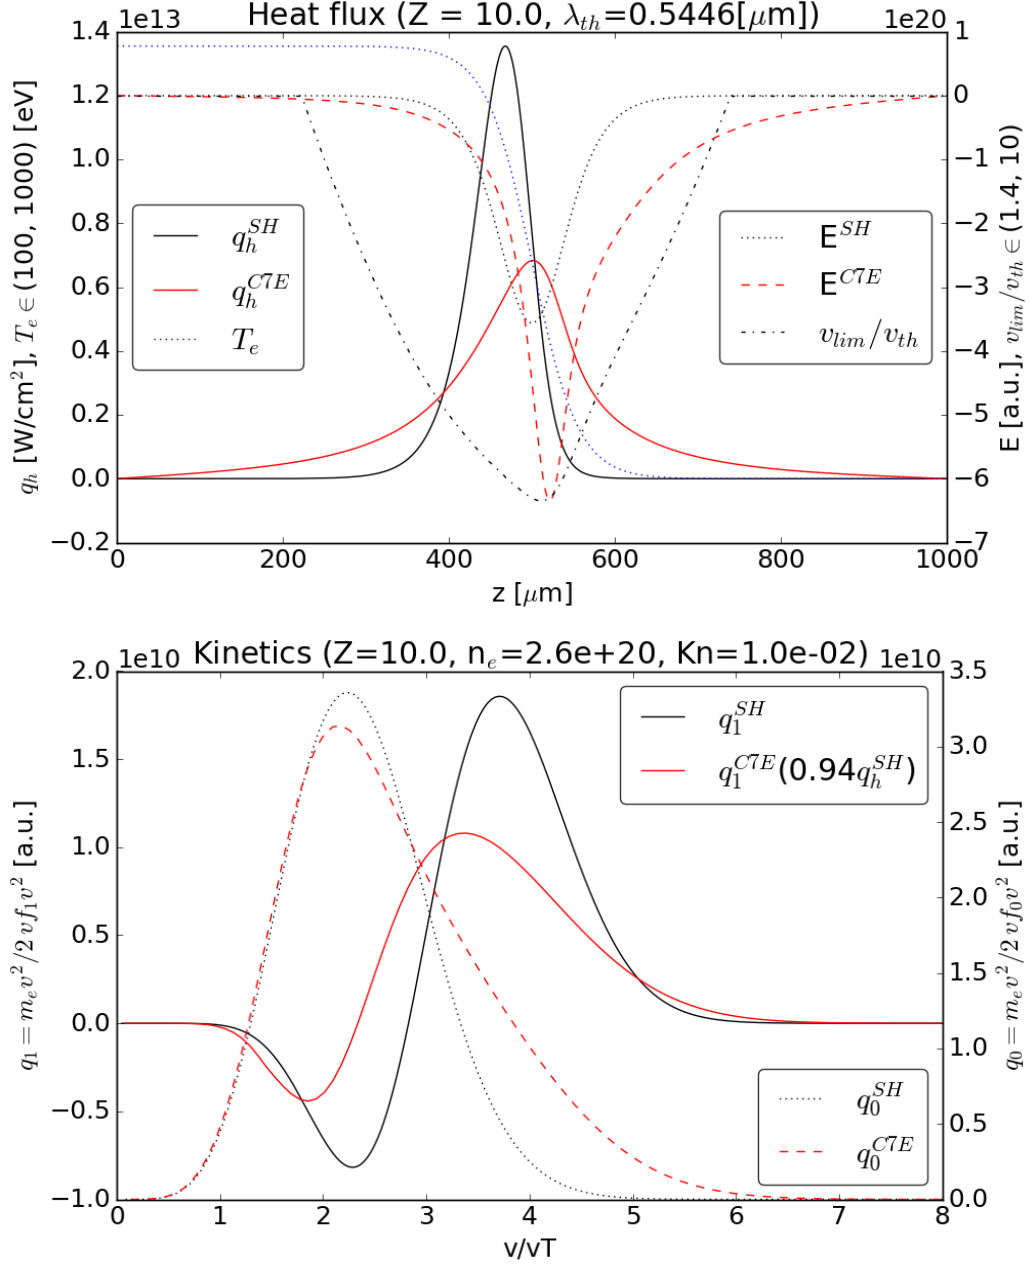 Heat flux (Z = 10.0, λ_th=0.5446[μm])
1e13
1e20
1.4
1.2
1.0
0.8
0.6
0.4
0.2
0.0
−0.2
q_h [W/cm²], T_e ∈ (100, 1000) [eV]
q_h^SH
q_h^C7E
T_e
E^SH
E^C7E
v_lim/v_th
1
0
−1
−2
−3
−4
−5
−6
−7
E [a.u.], v_lim/v_th ∈ (1.4, 10)
0 200 400 600 800 1000
z [μm]
Kinetics (Z=10.0, n_e=2.6e+20, Kn=1.0e-02)
1e10
1e10
2.0
1.5
1.0
0.5
0.0
−0.5
−1.0
q_1 = m_e v²/2 v f_1 v² [a.u.]
q_1^SH
q_1^C7E(0.94q_h^SH)
q_0^SH
q_0^C7E
3.5
3.0
2.5
2.0
1.5
1.0
0.5
0.0
q_0 = m_e v²/2 v f_0 v² [a.u.]
0 1 2 3 4 5 6 7 8
v/vT